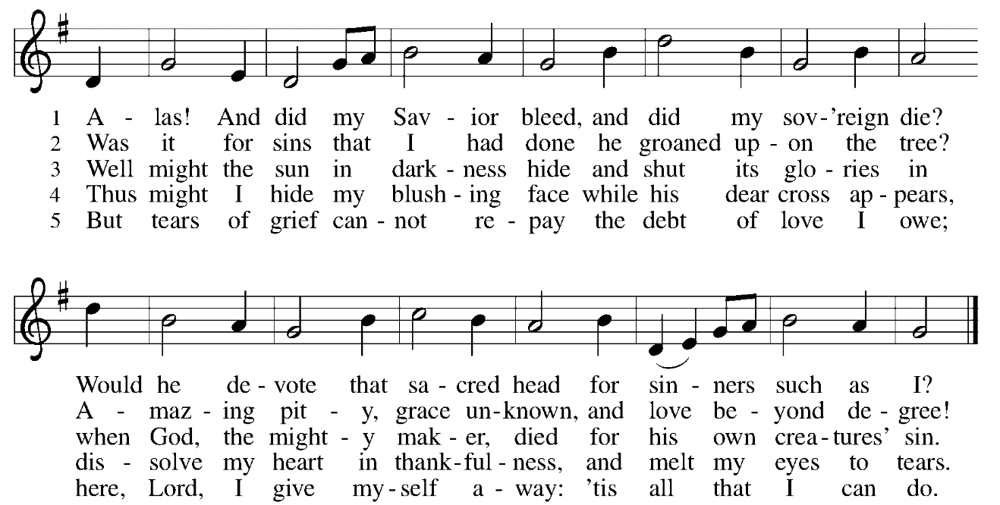 1 A - las! And did my Sav - ior bleed, and did my sov - 'reign die?
2 Was it for sins that I had done he groaned up - on the tree?
3 Well might the sun in dark - ness hide and shut its glo - ries in
4 Thus might I hide my blush - ing face while his dear cross ap - pears,
5 But tears of grief can - not re - pay the debt of love I owe;
Would he de - vote that sa - cred head for sin - ners such as I?
A - maz - ing pit - y, grace un - known, and love be - yond de - gree!
when God, the might - y mak - er, died for his own crea - tures' sin.
dis - solve my heart in thank - ful - ness, and melt my eyes to tears.
here, Lord, I give my - self a - way: 'tis all that I can do.